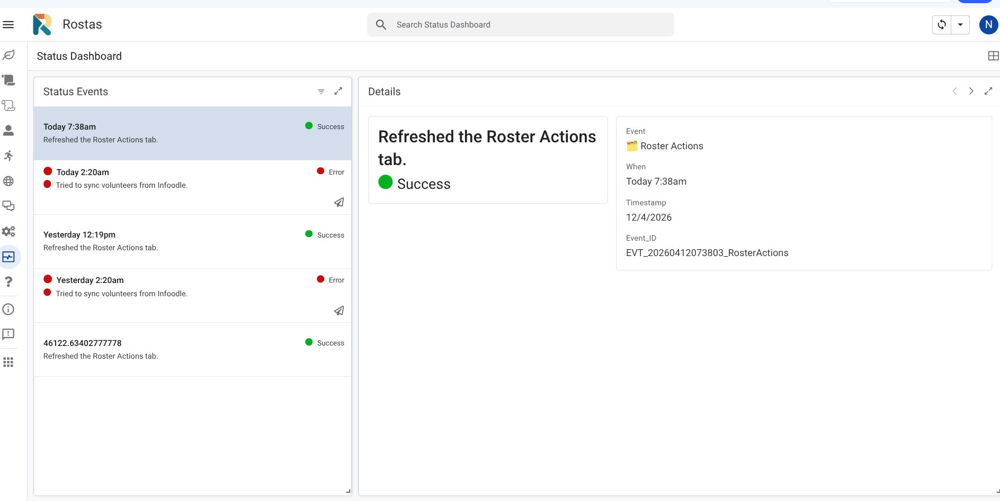 Rostas
Search Status Dashboard
N
Status Dashboard
Status Events
Today 7:38am
Success
Refreshed the Roster Actions tab.
Today 2:20am
Error
Tried to sync volunteers from Infoodle.
Yesterday 12:19pm
Success
Refreshed the Roster Actions tab.
Yesterday 2:20am
Error
Tried to sync volunteers from Infoodle.
46122.63402777778
Success
Refreshed the Roster Actions tab.
Details
Refreshed the Roster Actions
tab.
Success
Event
Roster Actions
When
Today 7:38am
Timestamp
12/4/2026
Event_ID
EVT_20260412073803_RosterActions